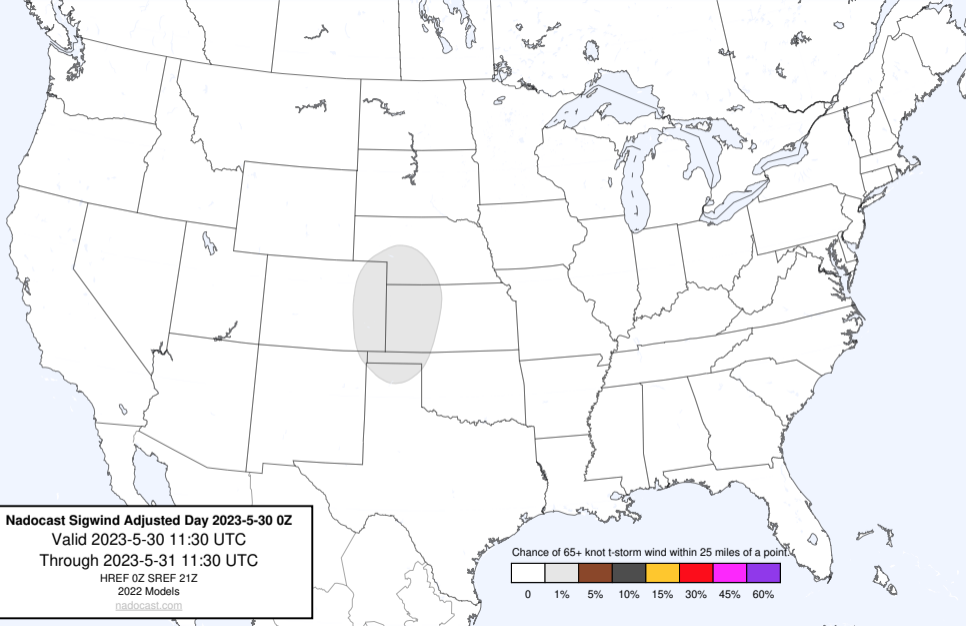 Nadocast Sigwind Adjusted Day 2023-5-30 0Z
Valid 2023-5-30 11:30 UTC
Through 2023-5-31 11:30 UTC
HREF 0Z SREF 21Z
2022 Models
nadocast.com
Chance of 65+ knot t-storm wind within 25 miles of a point.
0 1% 5% 10% 15% 30% 45% 60%